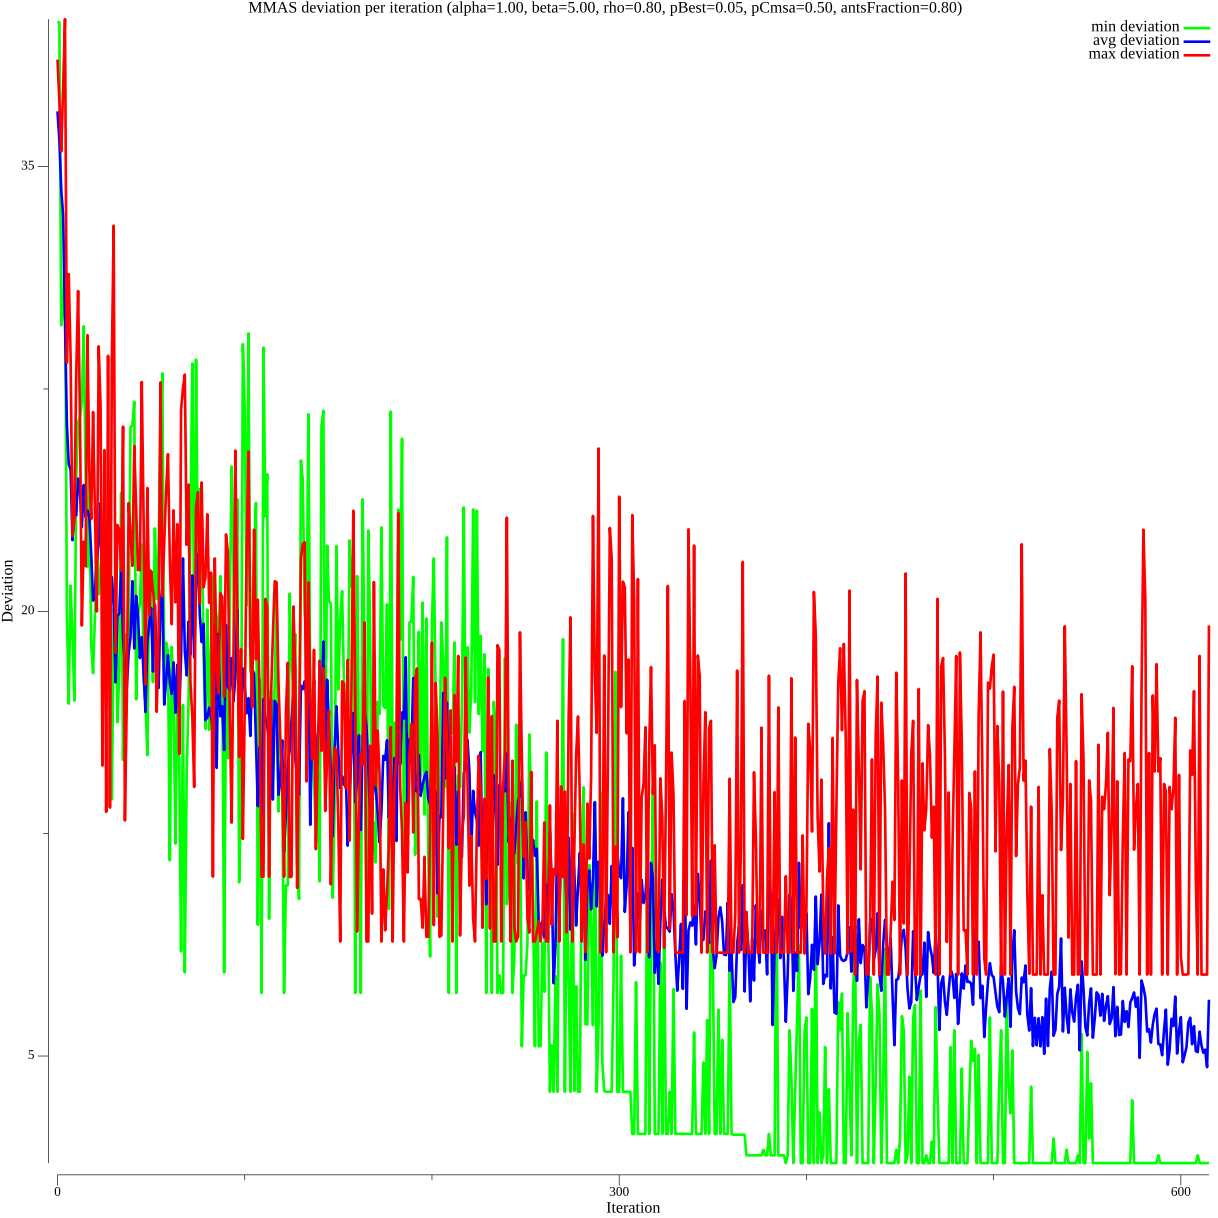 MMAS deviation per iteration (alpha=1.00, beta=5.00, rho=0.80, pBest=0.05, pCmsa=0.50, antsFraction=0.80)
min deviation
avg deviation
max deviation
35
20
5
Deviation
0
300
600
Iteration